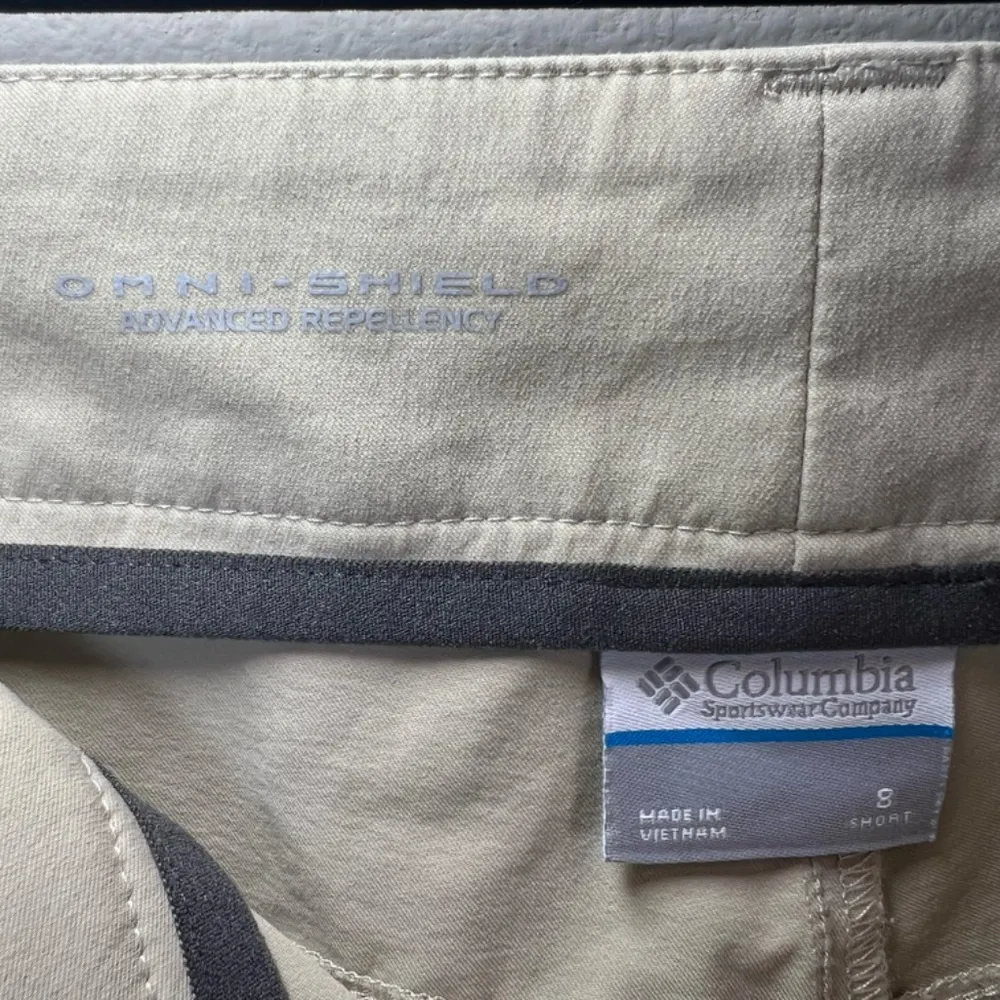 OMNI-SHIELD
ADVANCED REPELLENCY
Columbia
Sportswear Company
MADE IN
VIETNAM
8
SHORT